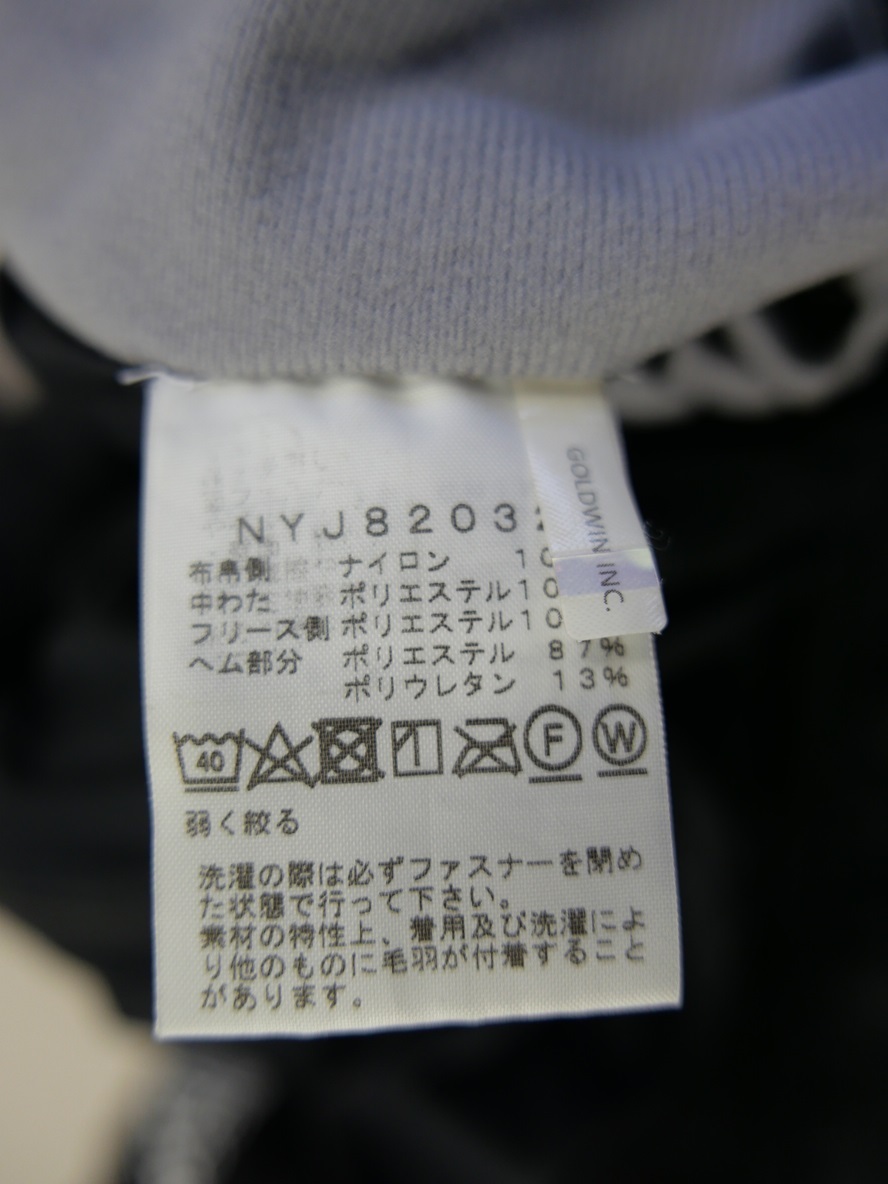 NYJ8203
布帛側 ナイロン 10
中わた ポリエステル10
フリース側 ポリエステル10
ヘム部分 ポリエステル 87%
ポリウレタン 13%
40 F W
弱く絞る
洗濯の際は必ずファスナーを閉め
た状態で行って下さい。
素材の特性上、着用及び洗濯によ
り他のものに毛羽が付着すること
があります。
GOLDWIN INC.